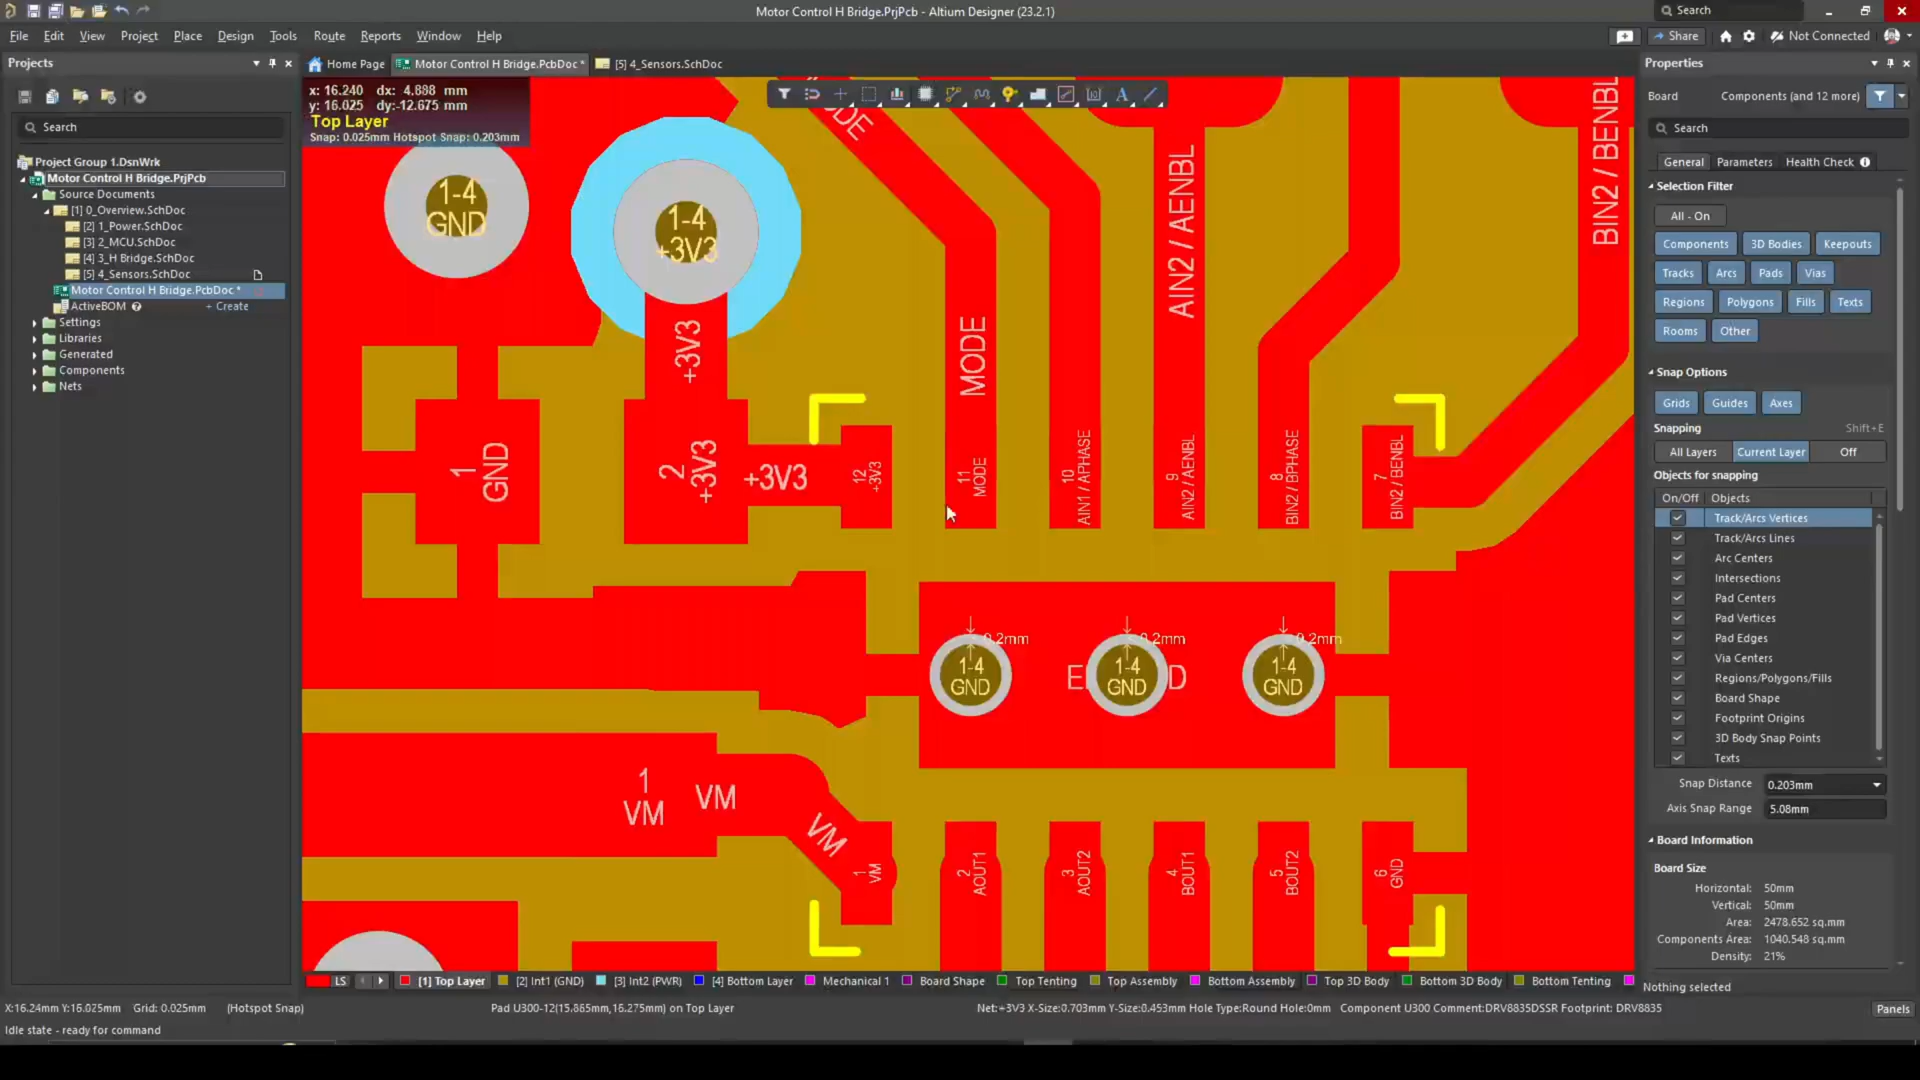 Motor Control H Bridge.PrjPcb - Altium Designer (23.2.1)
Search
File Edit View Project Place Design Tools Route Reports Window Help
Share
Not Connected
Projects
Home Page
Motor Control H Bridge.PcbDoc *
[5] 4_Sensors.SchDoc
Search
Project Group 1.DsnWrk
Motor Control H Bridge.PrjPcb
Source Documents
[1] 0_Overview.SchDoc
[2] 1_Power.SchDoc
[3] 2_MCU.SchDoc
[4] 3_H Bridge.SchDoc
[5] 4_Sensors.SchDoc
Motor Control H Bridge.PcbDoc *
ActiveBOM
+ Create
Settings
Libraries
Generated
Components
Nets
x: 16.240 dx: 4.888 mm
y: 16.025 dy:-12.675 mm
Top Layer
Snap: 0.025mm Hotspot Snap: 0.203mm
1-4
GND
1-4
+3V3
ODE
AIN2 / AENBL
BIN2 / BENBL
+3V3
MODE
1
GND
2
+3V3
+3V3
12
+3V3
11
MODE
10
AIN1 / APHASE
9
AIN2 / AENBL
8
BIN2 / BPHASE
7
BIN2 / BENBL
0.2mm
0.2mm
0.2mm
1-4
GND
E
1-4
GND
D
1-4
GND
1
VM
VM
VM
1
VM
2
AOUT1
3
AOUT2
4
BOUT1
5
BOUT2
6
GND
LS
[1] Top Layer
[2] Int1 (GND)
[3] Int2 (PWR)
[4] Bottom Layer
Mechanical 1
Board Shape
Top Tenting
Top Assembly
Bottom Assembly
Top 3D Body
Bottom 3D Body
Bottom Tenting
Properties
Board
Components (and 12 more)
Search
General Parameters Health Check
Selection Filter
All - On
Components 3D Bodies Keepouts
Tracks Arcs Pads Vias
Regions Polygons Fills Texts
Rooms Other
Snap Options
Grids Guides Axes
Snapping Shift+E
All Layers Current Layer Off
Objects for snapping
On/Off Objects
Track/Arcs Vertices
Track/Arcs Lines
Arc Centers
Intersections
Pad Centers
Pad Vertices
Pad Edges
Via Centers
Regions/Polygons/Fills
Board Shape
Footprint Origins
3D Body Snap Points
Texts
Snap Distance 0.203mm
Axis Snap Range 5.08mm
Board Information
Board Size
Horizontal: 50mm
Vertical: 50mm
Area: 2478.652 sq.mm
Components Area: 1040.548 sq.mm
Density: 21%
Nothing selected
X:16.24mm Y:16.025mm Grid: 0.025mm (Hotspot Snap)
Pad U300-12(15.865mm,16.275mm) on Top Layer
Net:+3V3 X-Size:0.703mm Y-Size:0.453mm Hole Type:Round Hole:0mm Component U300 Comment:DRV8835DSSR Footprint: DRV8835
Panels
Idle state - ready for command